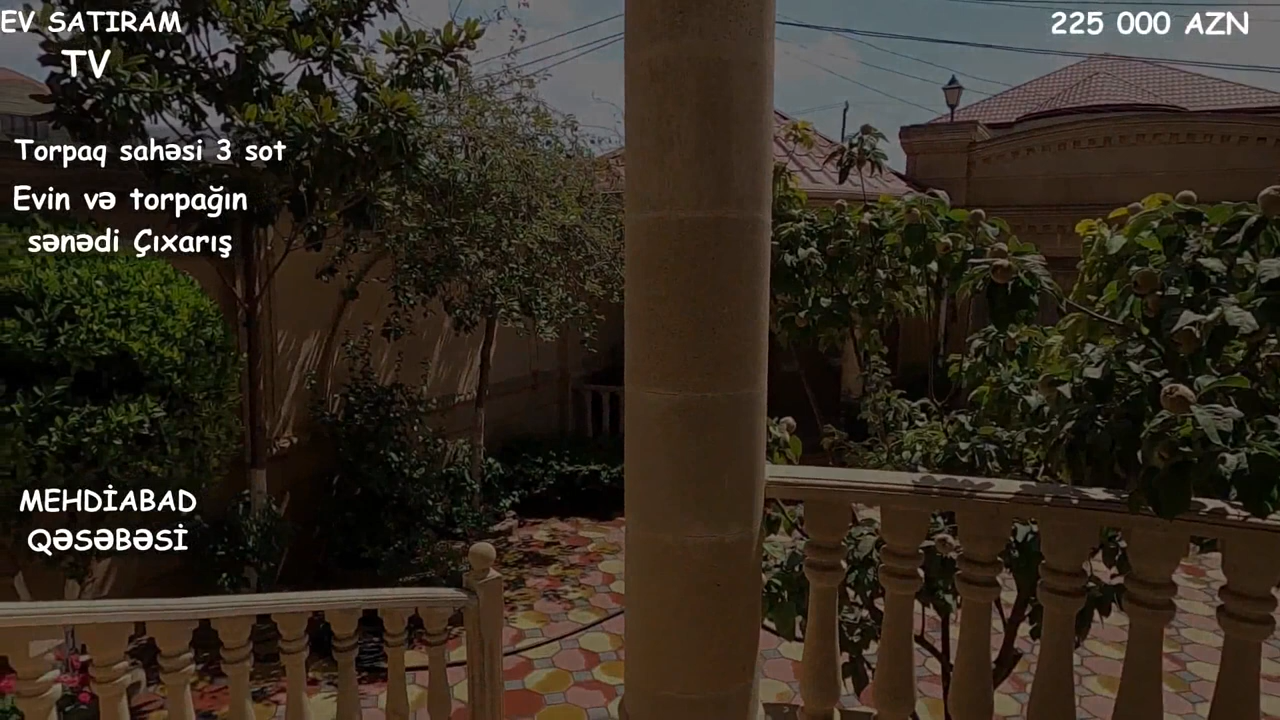 EV SATIRAM
TV
225 000 AZN
Torpaq sahəsi 3 sot
Evin və torpağın
sənədi Çıxarış
MEHDİABAD
QƏSƏBƏSİ